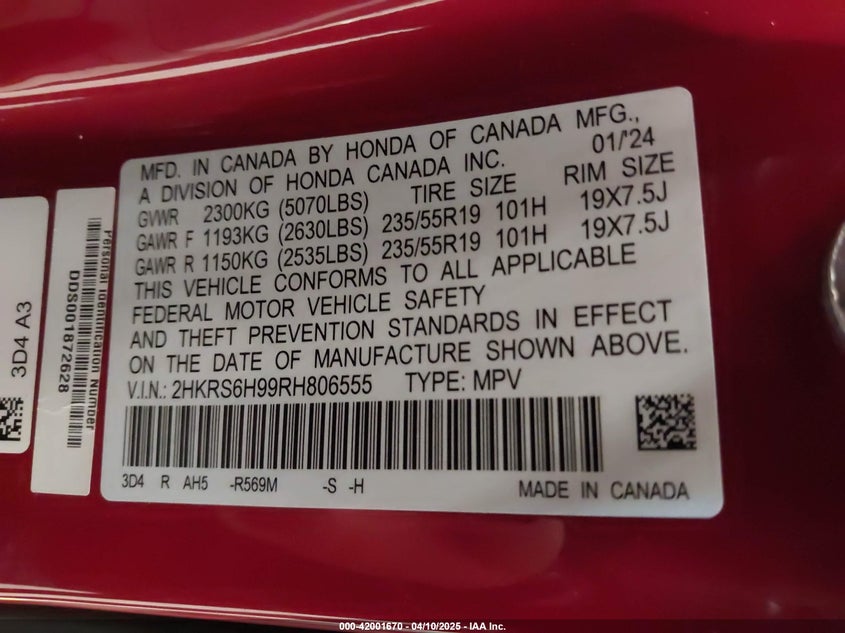 MFD. IN CANADA BY HONDA OF CANADA MFG.,
A DIVISION OF HONDA CANADA INC. 01/'24
GVWR 2300KG (5070LBS) TIRE SIZE RIM SIZE
GAWR F 1193KG (2630LBS) 235/55R19 101H 19X7.5J
GAWR R 1150KG (2535LBS) 235/55R19 101H 19X7.5J
THIS VEHICLE CONFORMS TO ALL APPLICABLE
FEDERAL MOTOR VEHICLE SAFETY
AND THEFT PREVENTION STANDARDS IN EFFECT
ON THE DATE OF MANUFACTURE SHOWN ABOVE.
V.I.N.: 2HKRS6H99RH806555 TYPE: MPV
3D4 R AH5 -R569M -S -H
MADE IN CANADA
Personal Identification Number
DDS001872628
3D4 A3
000-42001670 - 04/10/2025 - IAA Inc.